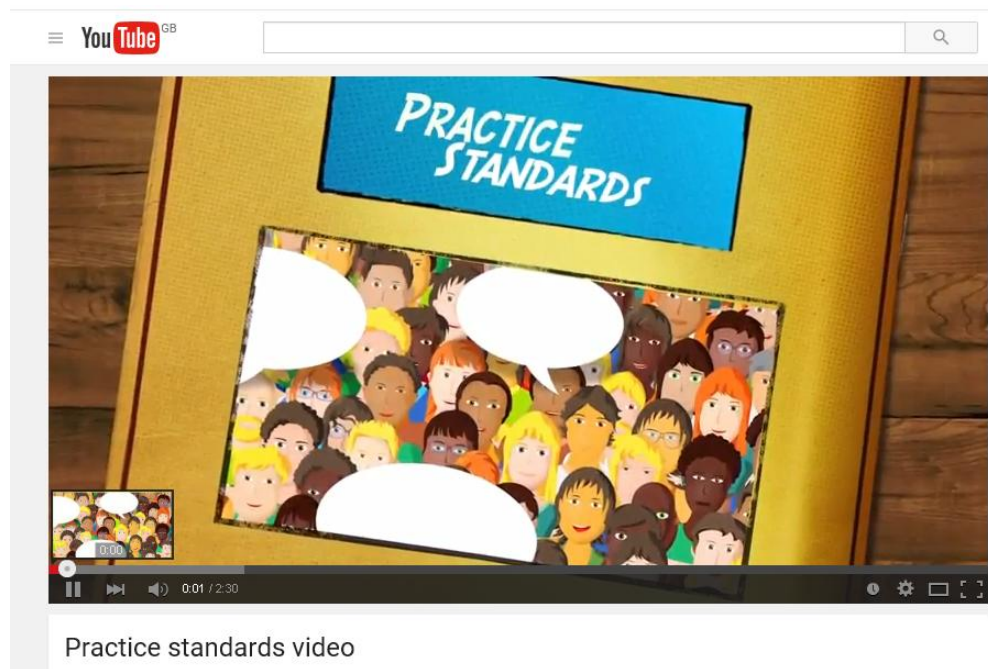 YouTube GB
PRACTICE
STANDARDS
0:00
0:01 / 2:30
Practice standards video